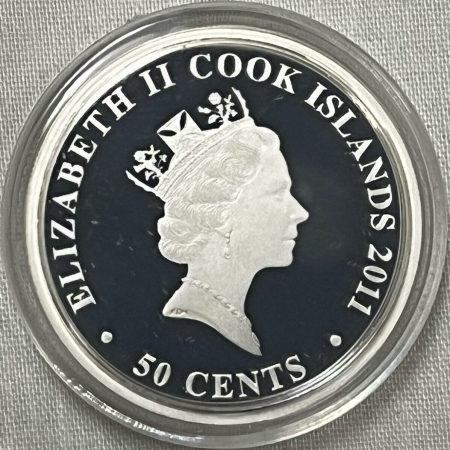 ELIZABETH II COOK ISLANDS 2011
50 CENTS